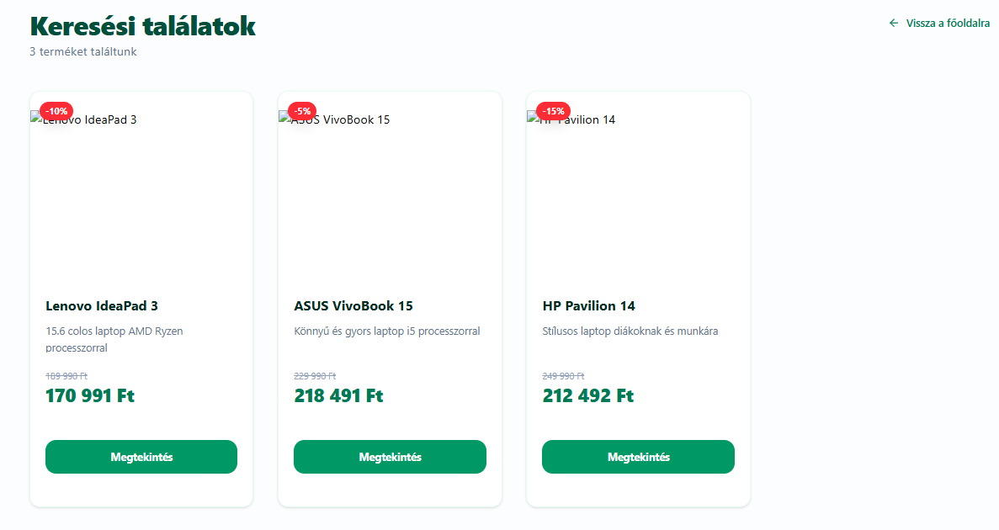 Keresési találatok
← Vissza a főoldalra
3 terméket találtunk
-10%
Lenovo IdeaPad 3
-5%
ASUS VivoBook 15
-15%
HP Pavilion 14
Lenovo IdeaPad 3
15.6 colos laptop AMD Ryzen
processzorral
189 990 Ft
170 991 Ft
Megtekintés
ASUS VivoBook 15
Könnyű és gyors laptop i5 processzorral
229 990 Ft
218 491 Ft
Megtekintés
HP Pavilion 14
Stílusos laptop diákoknak és munkára
249 990 Ft
212 492 Ft
Megtekintés